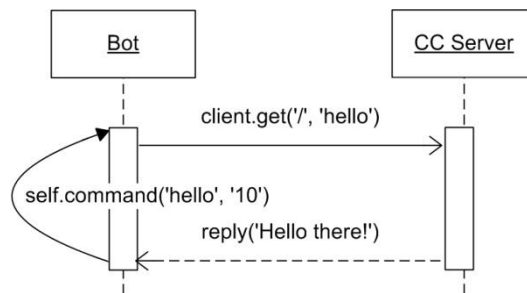 Bot
CC Server
client.get('/', 'hello')
self.command('hello', '10')
reply('Hello there!')